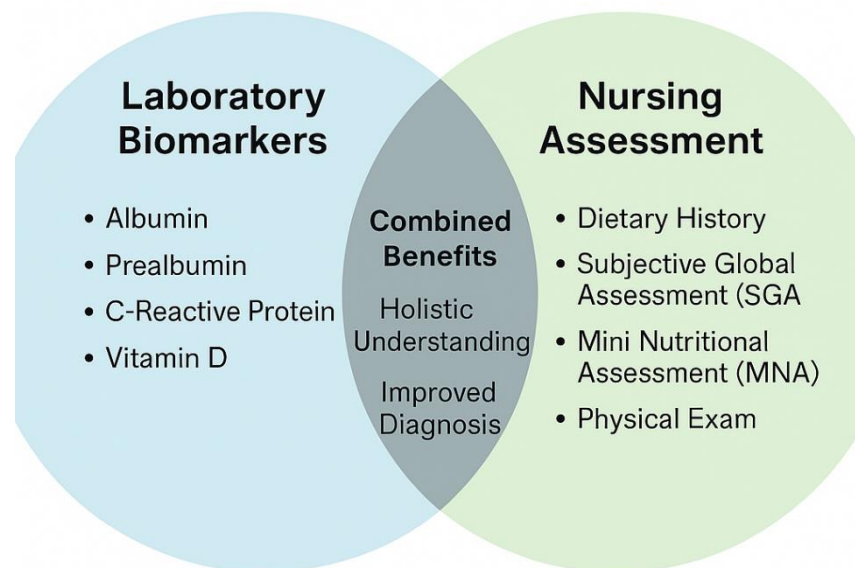 Laboratory
Biomarkers
• Albumin
• Prealbumin
• C-Reactive Protein
• Vitamin D
Combined
Benefits
Holistic
Understanding
Improved
Diagnosis
Nursing
Assessment
• Dietary History
• Subjective Global
Assessment (SGA
• Mini Nutritional
Assessment (MNA)
• Physical Exam